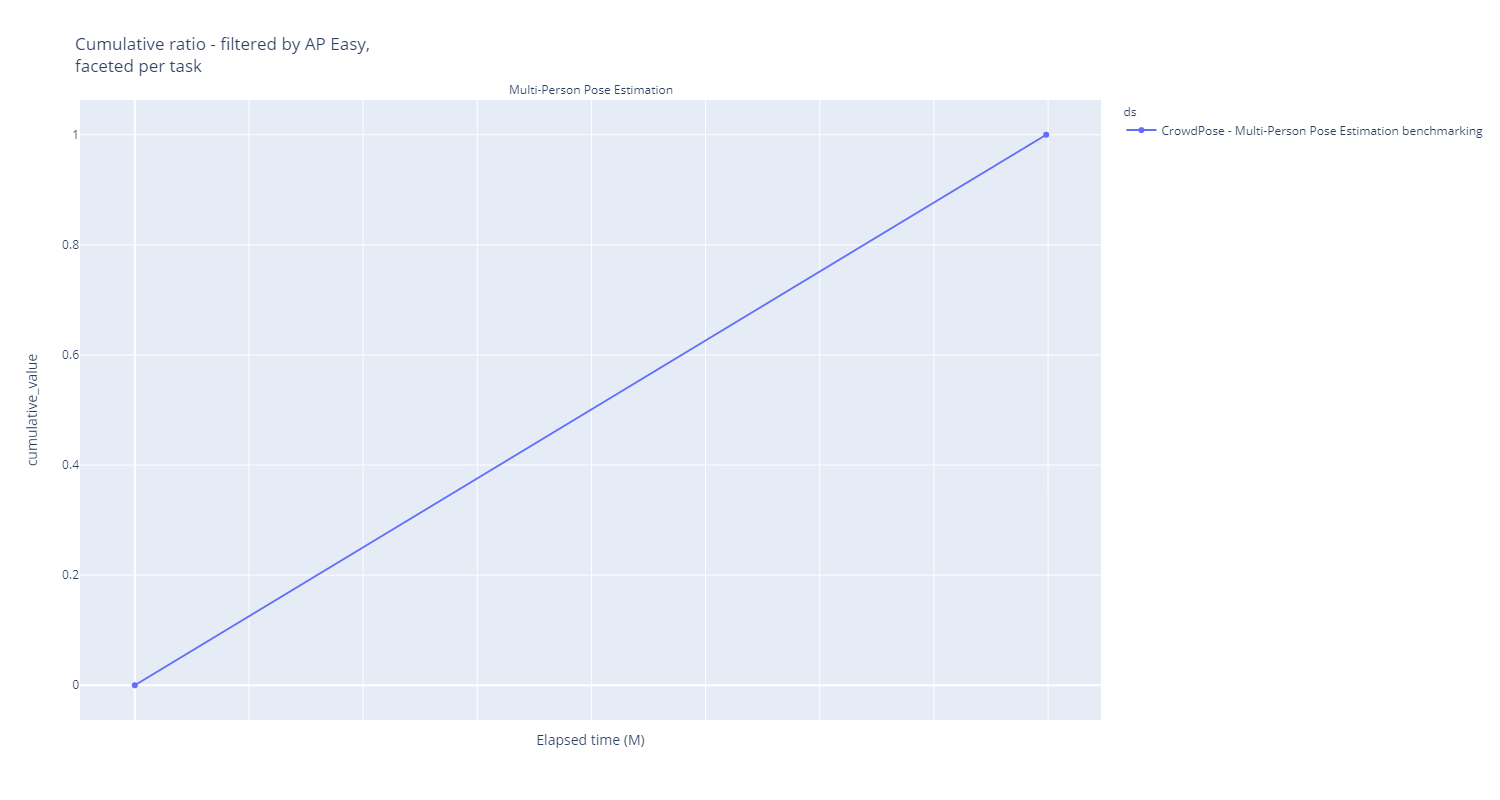 Cumulative ratio - filtered by AP Easy,
faceted per task
Multi-Person Pose Estimation
ds
CrowdPose - Multi-Person Pose Estimation benchmarking
1
0.8
0.6
0.4
0.2
0
cumulative_value
Elapsed time (M)